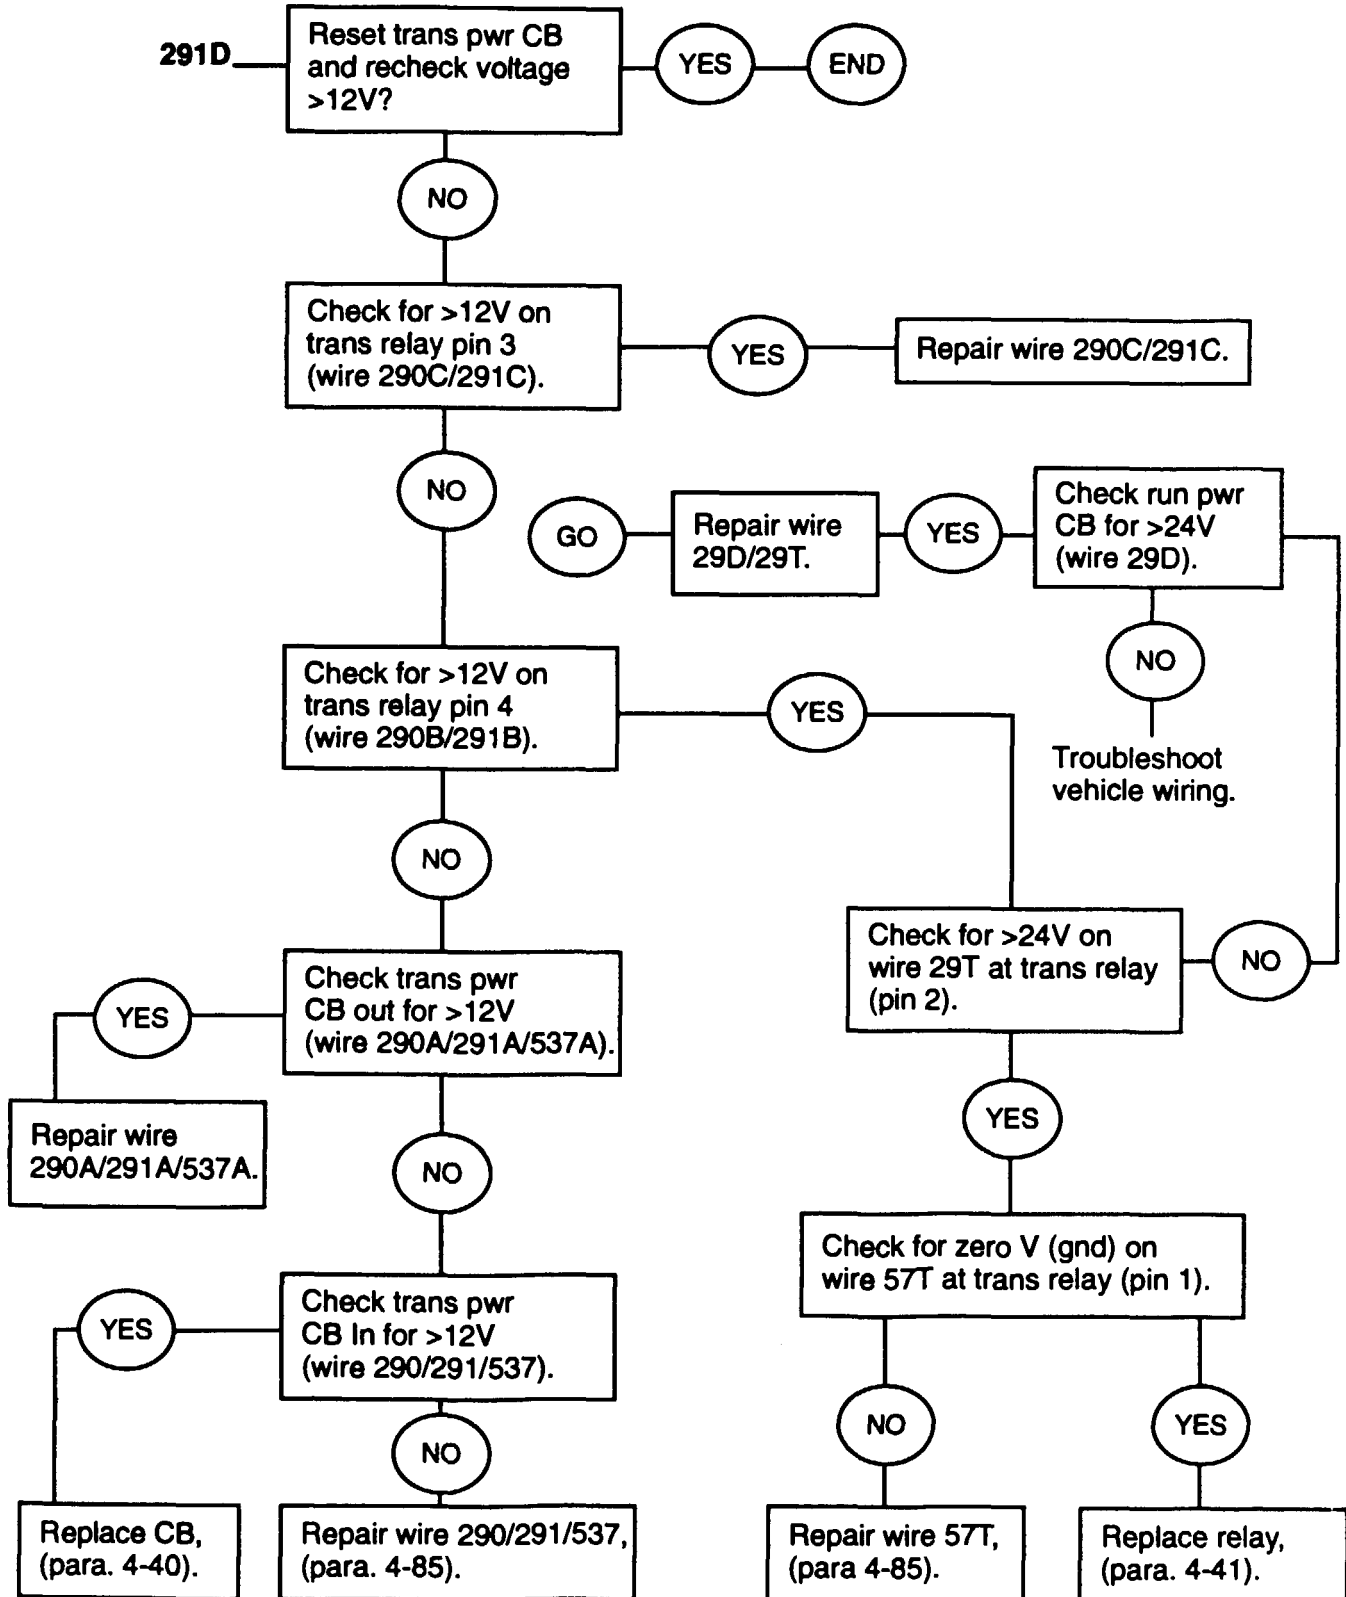 291D
Reset trans pwr CB
and recheck voltage
>12V?
YES
END
NO
Check for >12V on
trans relay pin 3
(wire 290C/291C).
YES
Repair wire 290C/291C.
NO
GO
Repair wire
29D/29T.
YES
Check run pwr
CB for >24V
(wire 29D).
NO
Troubleshoot
vehicle wiring.
Check for >12V on
trans relay pin 4
(wire 290B/291B).
YES
NO
Check for >24V on
wire 29T at trans relay
(pin 2).
NO
YES
Check trans pwr
CB out for >12V
(wire 290A/291A/537A).
YES
Repair wire
290A/291A/537A.
NO
Check for zero V (gnd) on
wire 57T at trans relay (pin 1).
Check trans pwr
CB In for >12V
(wire 290/291/537).
YES
NO
NO
YES
Replace CB,
(para. 4-40).
Repair wire 290/291/537,
(para. 4-85).
Repair wire 57T,
(para 4-85).
Replace relay,
(para. 4-41).